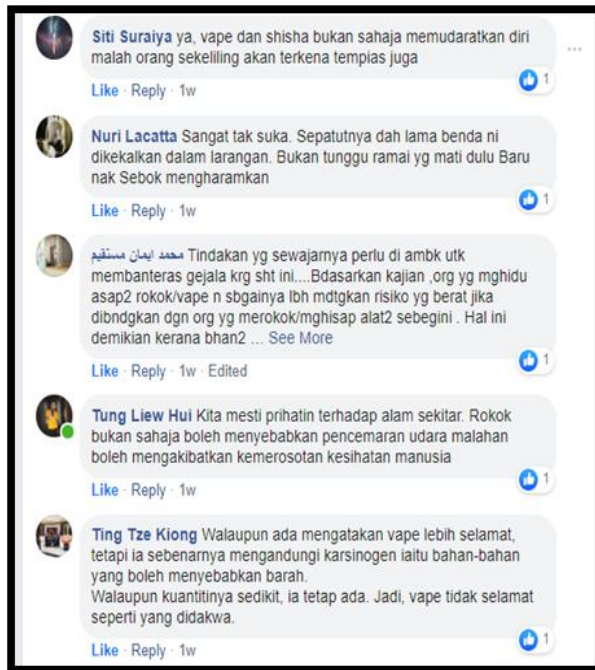 Siti Suraiya ya, vape dan shisha bukan sahaja memudaratkan diri
malah orang sekeliling akan terkena tempias juga
1
Like · Reply · 1w
Nuri Lacatta Sangat tak suka. Sepatutnya dah lama benda ni
dikekalkan dalam larangan. Bukan tunggu ramai yg mati dulu Baru
nak Sebok mengharamkan
1
Like · Reply · 1w
محمد ايمان مستقيم Tindakan yg sewajarnya perlu di ambk utk
membanteras gejala krg sht ini....Bdasarkan kajian ,org yg mghidu
asap2 rokok/vape n sbgainya lbh mdtgkan risiko yg berat jika
dibndgkan dgn org yg merokok/mghisap alat2 sebegini . Hal ini
demikian kerana bhan2 ... See More
1
Like · Reply · 1w · Edited
Tung Liew Hui Kita mesti prihatin terhadap alam sekitar. Rokok
bukan sahaja boleh menyebabkan pencemaran udara malahan
boleh mengakibatkan kemerosotan kesihatan manusia
1
Like · Reply · 1w
Ting Tze Kiong Walaupun ada mengatakan vape lebih selamat,
tetapi ia sebenarnya mengandungi karsinogen iaitu bahan-bahan
yang boleh menyebabkan barah.
Walaupun kuantitinya sedikit, ia tetap ada. Jadi, vape tidak selamat
seperti yang didakwa.
1
Like · Reply · 1w